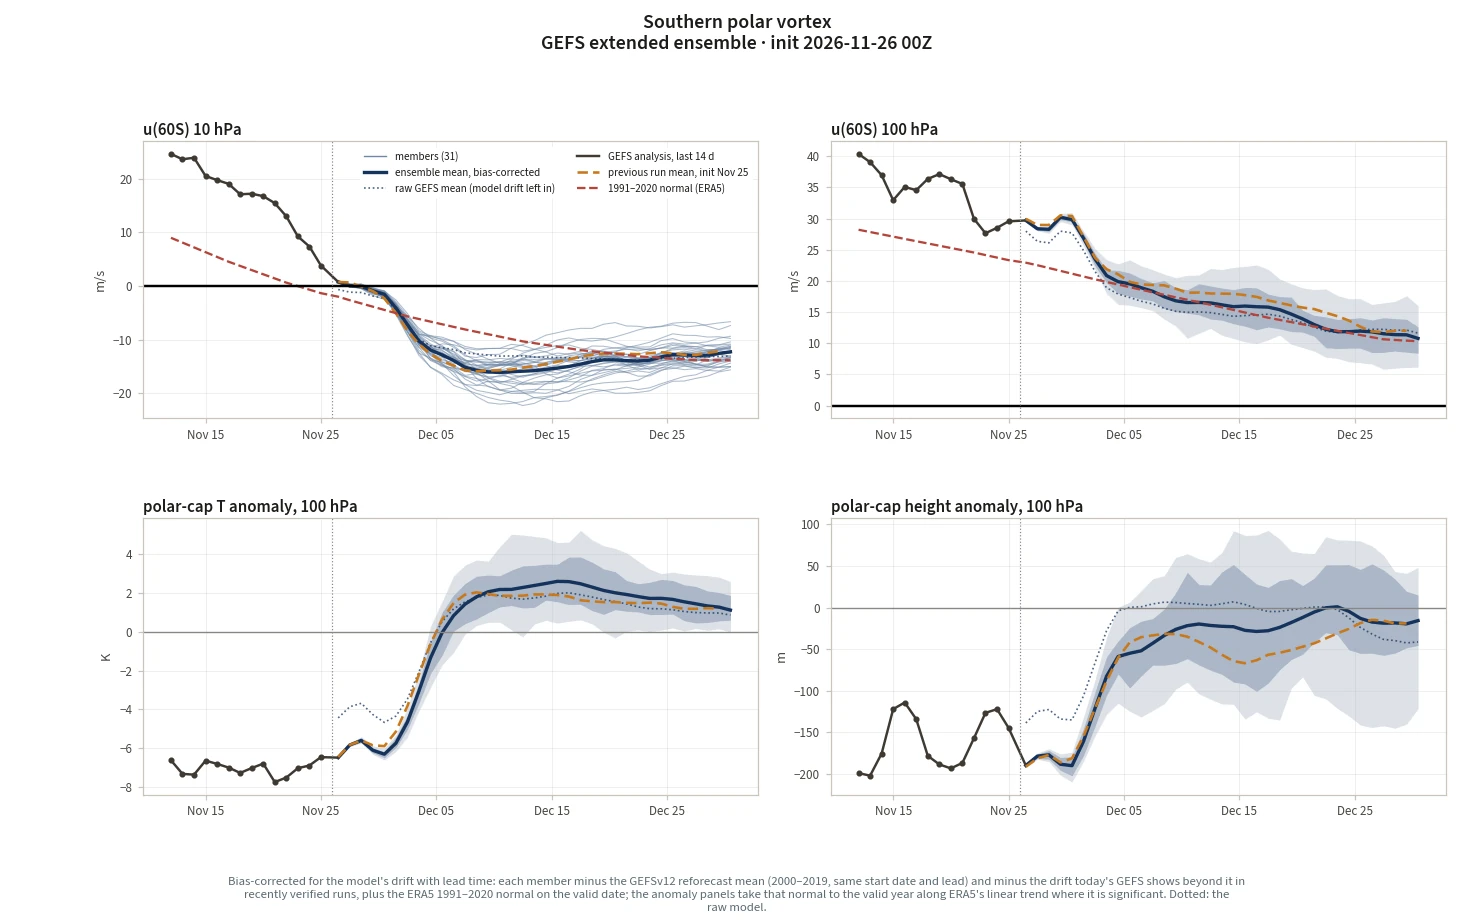 Southern polar vortex
GEFS extended ensemble · init 2026-11-26 00Z
u(60S) 10 hPa
members (31)
ensemble mean, bias-corrected
raw GEFS mean (model drift left in)
GEFS analysis, last 14 d
previous run mean, init Nov 25
1991–2020 normal (ERA5)
m/s
20
10
0
−10
−20
Nov 15
Nov 25
Dec 05
Dec 15
Dec 25
u(60S) 100 hPa
m/s
40
35
30
25
20
15
10
5
0
Nov 15
Nov 25
Dec 05
Dec 15
Dec 25
polar-cap T anomaly, 100 hPa
K
4
2
0
−2
−4
−6
−8
Nov 15
Nov 25
Dec 05
Dec 15
Dec 25
polar-cap height anomaly, 100 hPa
m
100
50
0
−50
−100
−150
−200
Nov 15
Nov 25
Dec 05
Dec 15
Dec 25
Bias-corrected for the model's drift with lead time: each member minus the GEFSv12 reforecast mean (2000–2019, same start date and lead) and minus the drift today's GEFS shows beyond it in
recently verified runs, plus the ERA5 1991–2020 normal on the valid date; the anomaly panels take that normal to the valid year along ERA5's linear trend where it is significant. Dotted: the
raw model.